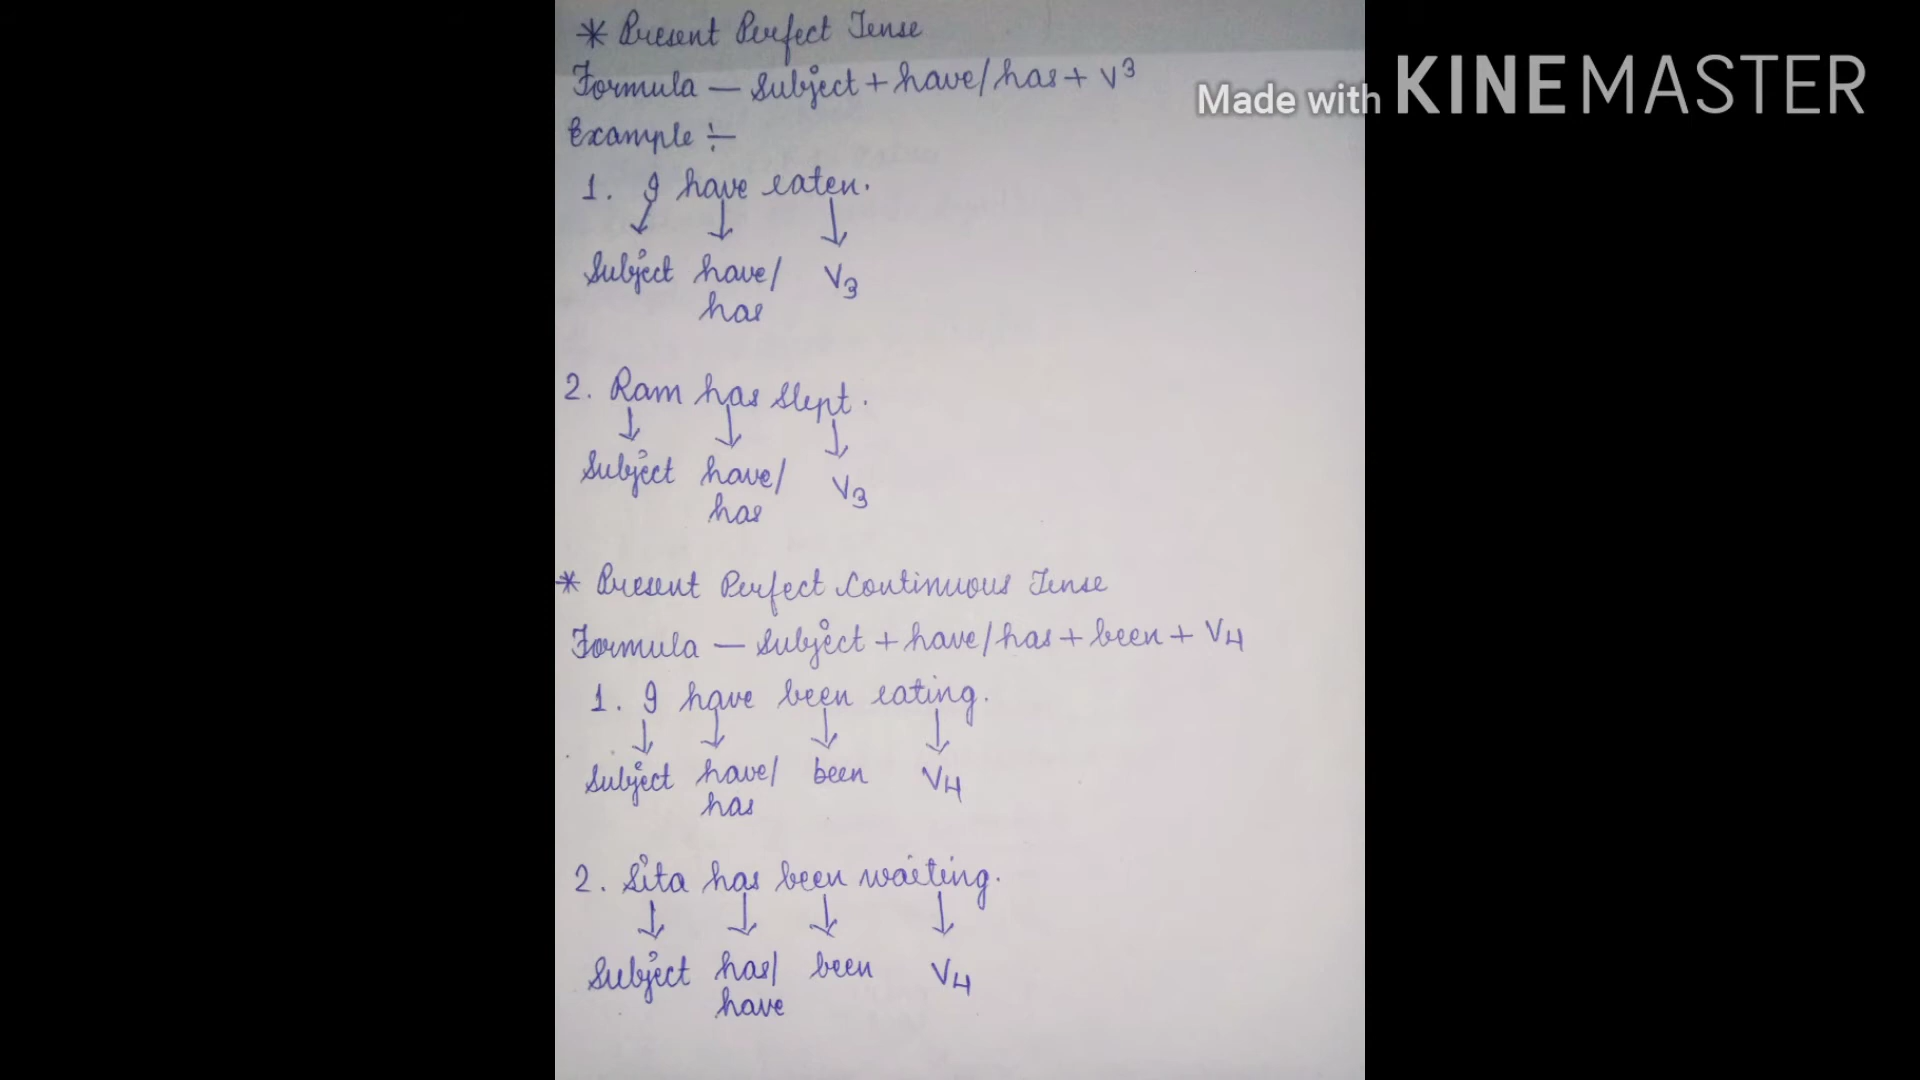 * Present Perfect Tense
Formula — Subject + have/has + V3
Made with KINEMASTER
Example :-
1. I have eaten.
Subject have/ V3
has
2. Ram has slept.
Subject have/ V3
has
* Present Perfect Continuous Tense
Formula — Subject + have/has + been + V4
1. I have been eating.
Subject have/ been V4
has
2. Sita has been waiting.
Subject has/ been V4
have